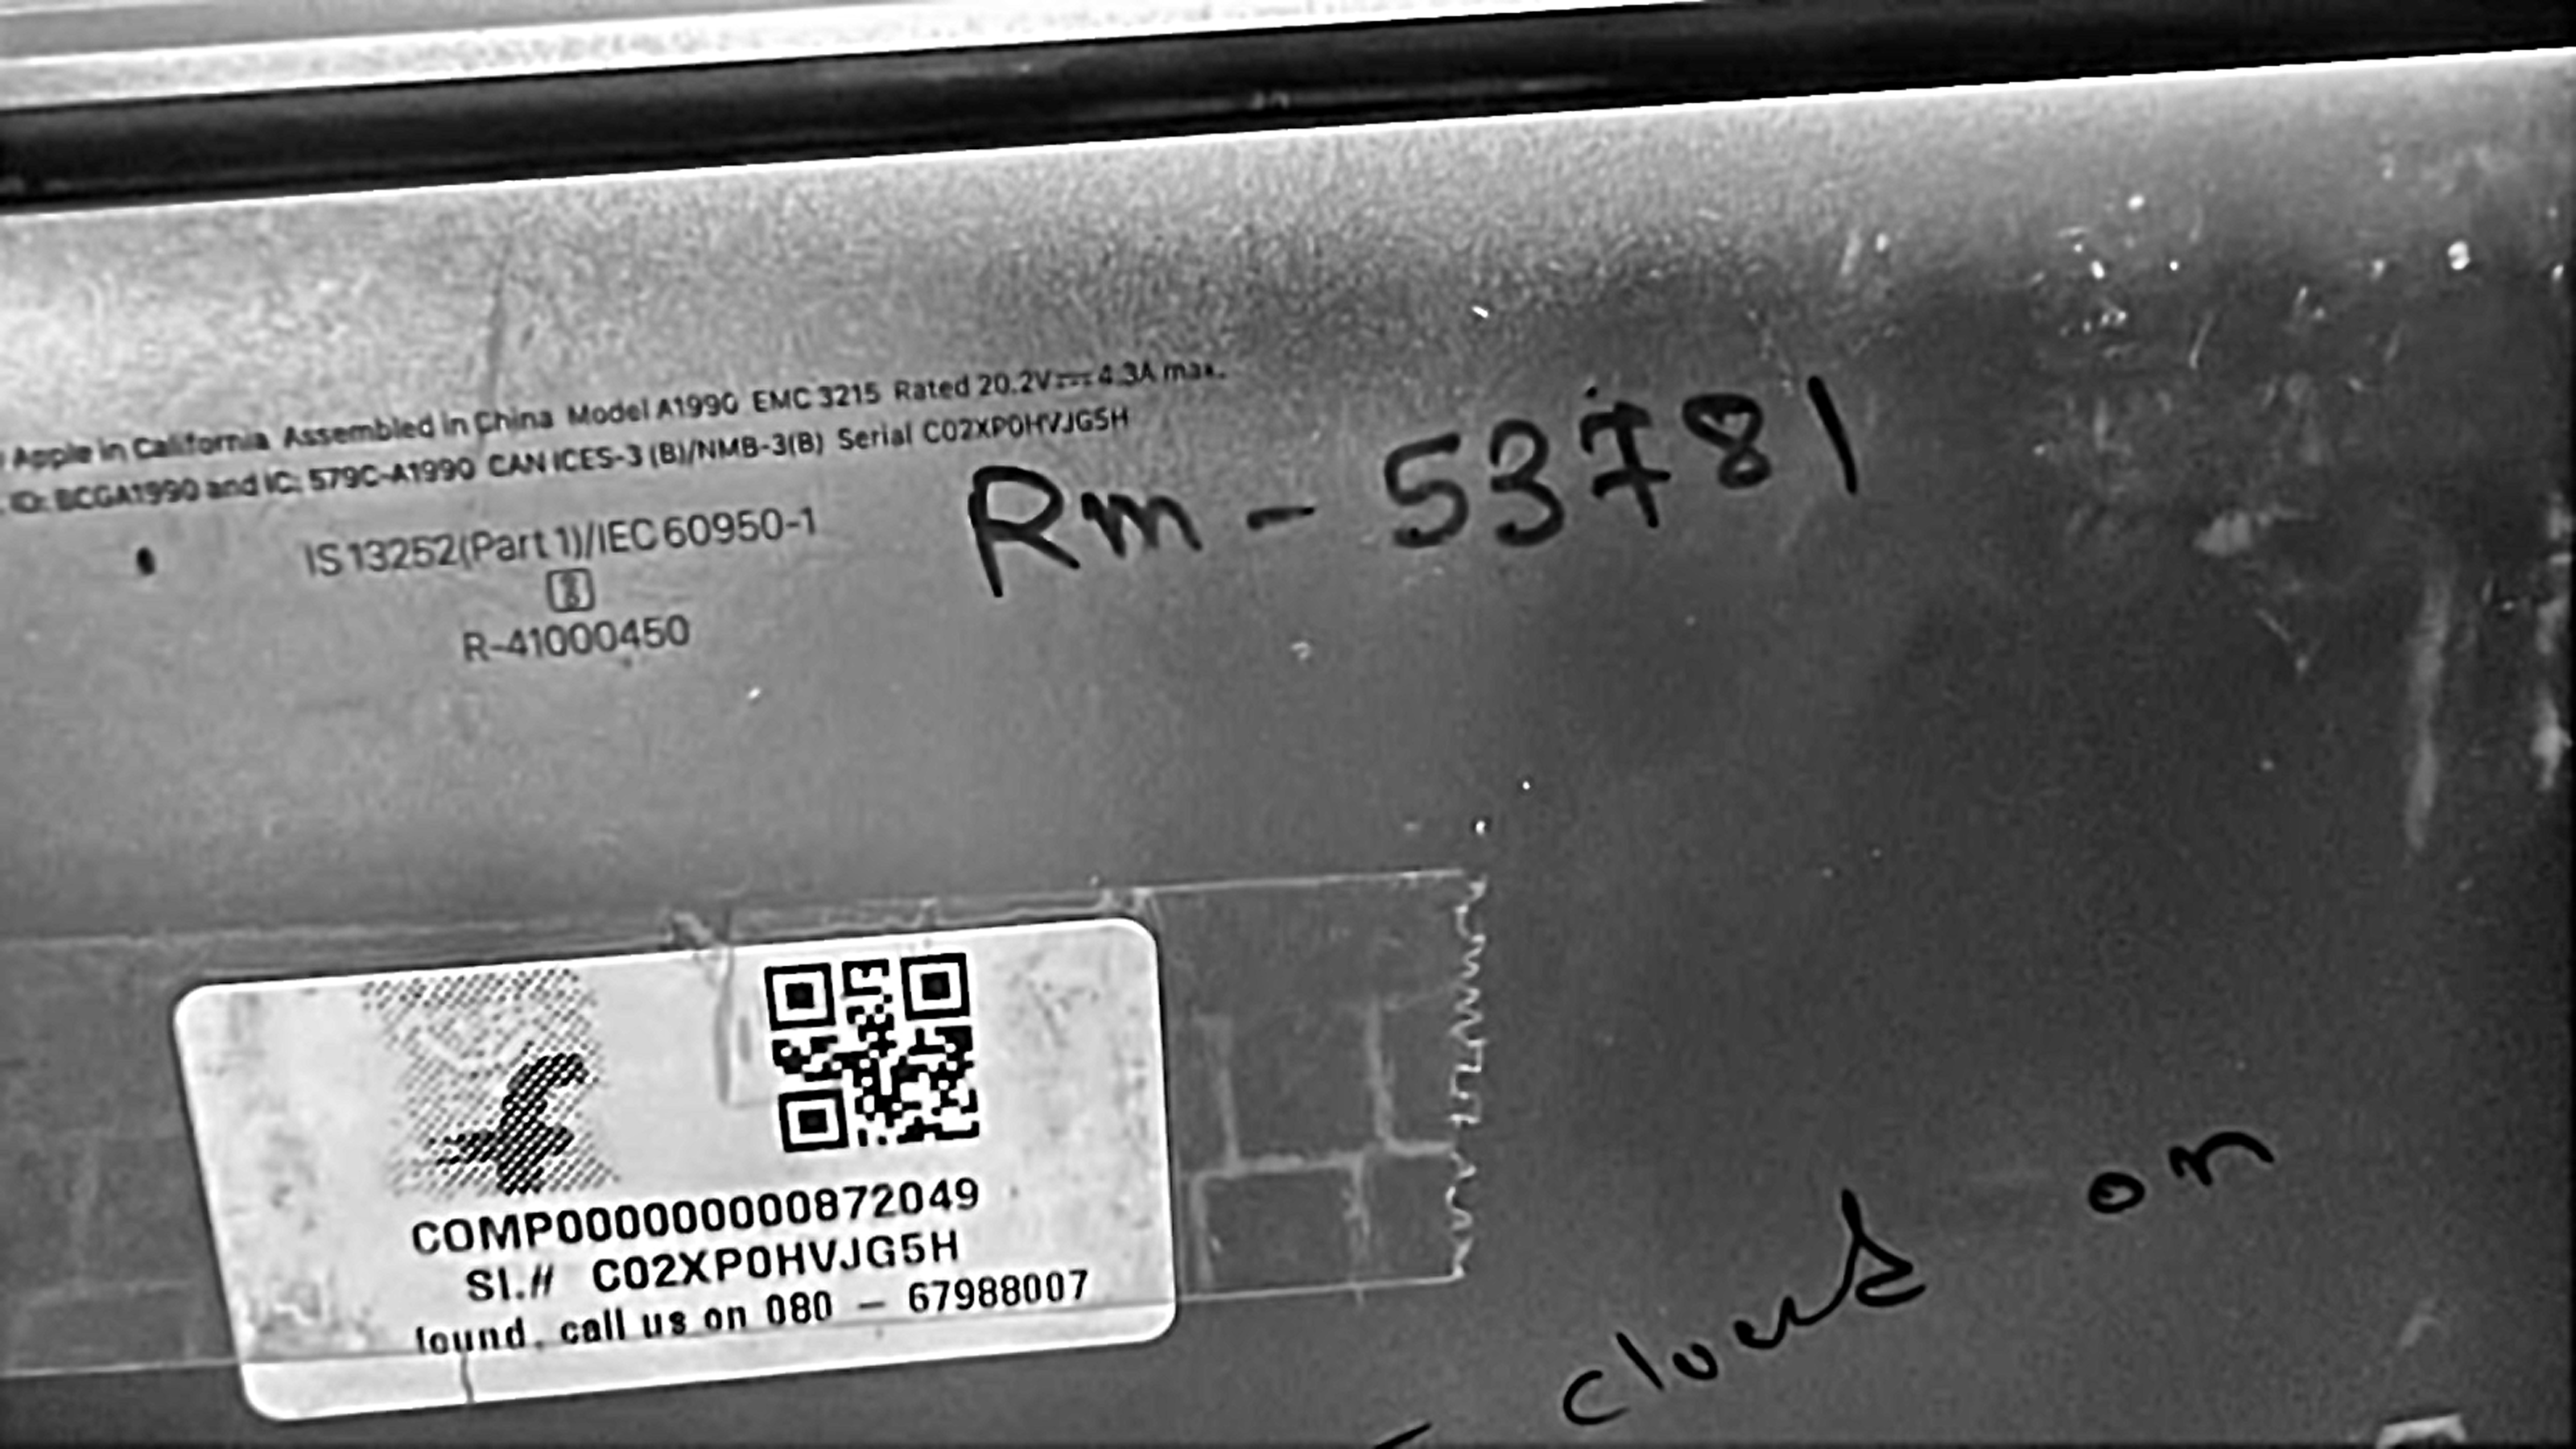 Apple in California Assembled in China Model A1990 EMC 3215 Rated 20.2V⎓4.3A max.
ID: BCGA1990 and IC: 579C-A1990 CAN ICES-3 (B)/NMB-3(B) Serial C02XP0HVJG5H
IS 13252(Part 1)/IEC 60950-1
R-41000450
Rm - 53781
COMP000000000872049
Sl.# C02XP0HVJG5H
found, call us on 080 - 67988007
on